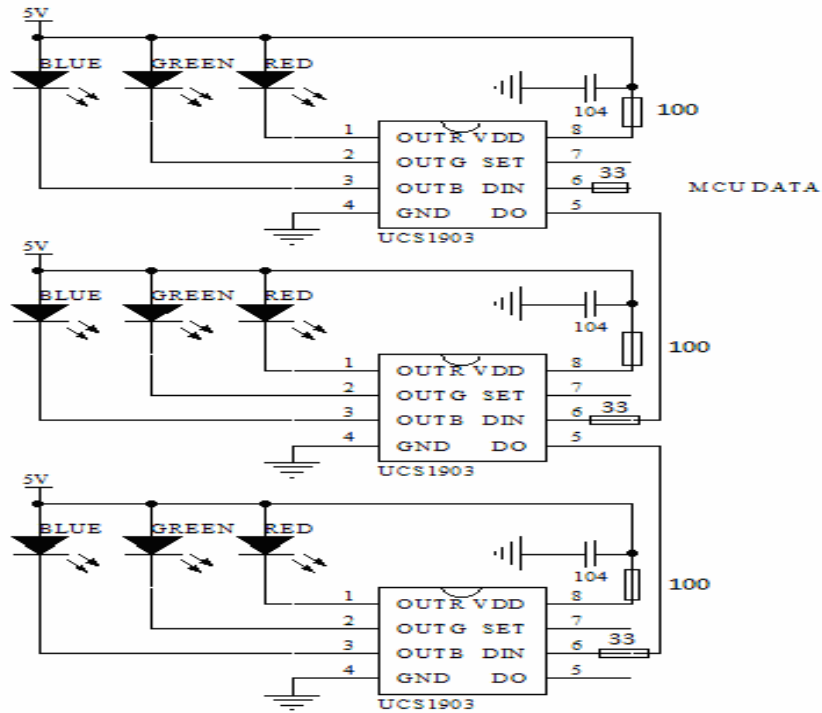 5V
BLUE GREEN RED
104 100
1 OUTR VDD 8
2 OUTG SET 7
3 OUTB DIN 6 33 MCU DATA
4 GND DO 5
UCS1903
5V
BLUE GREEN RED
104 100
1 OUTR VDD 8
2 OUTG SET 7
3 OUTB DIN 6 33
4 GND DO 5
UCS1903
5V
BLUE GREEN RED
104 100
1 OUTR VDD 8
2 OUTG SET 7
3 OUTB DIN 6 33
4 GND DO 5
UCS1903